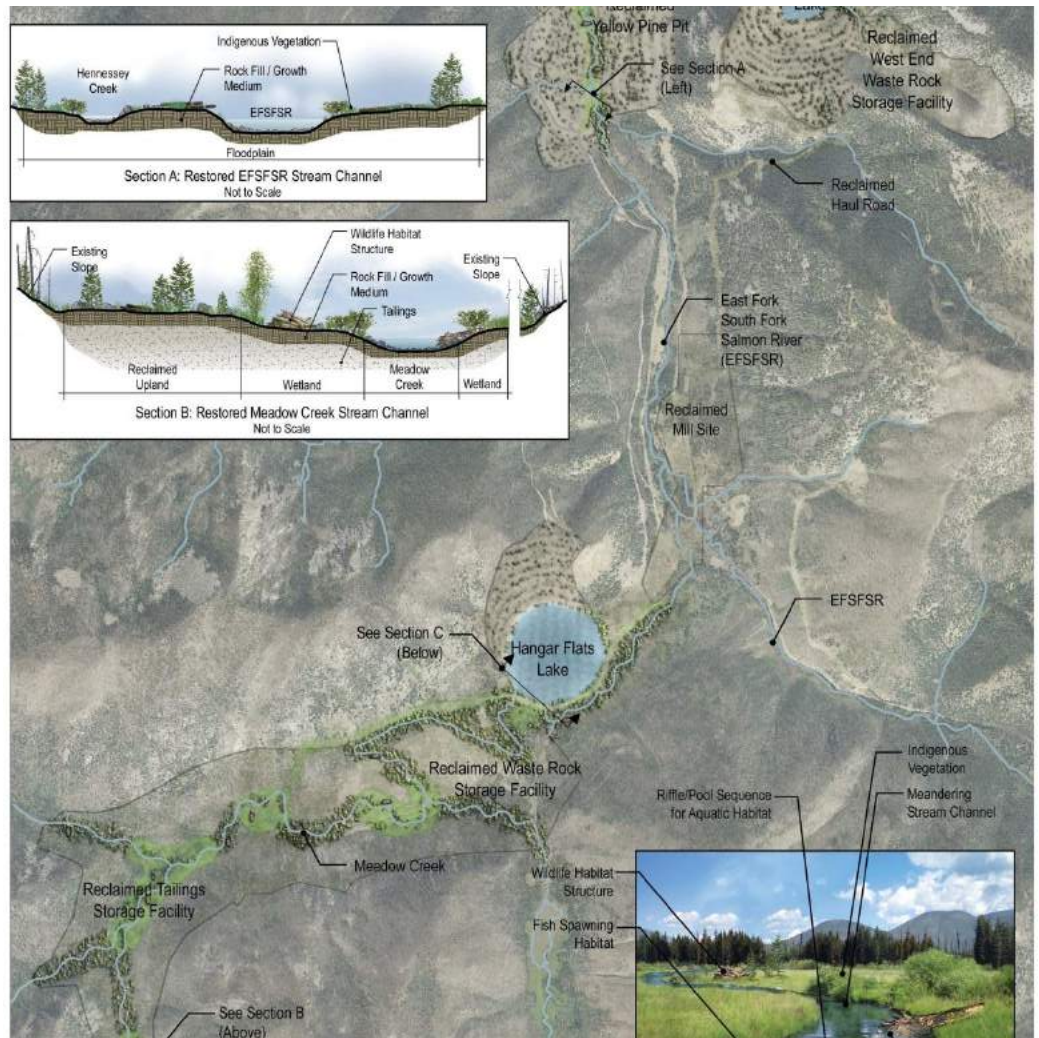 Indigenous Vegetation
Hennessey
Creek
Rock Fill / Growth
Medium
EFSFSR
Floodplain
Section A: Restored EFSFSR Stream Channel
Not to Scale
Existing
Slope
Wildlife Habitat
Structure
Rock Fill / Growth
Medium
Tailings
Existing
Slope
Reclaimed
Upland
Wetland
Meadow
Creek
Wetland
Section B: Restored Meadow Creek Stream Channel
Not to Scale
Reclaimed
Yellow Pine Pit
Lake
Reclaimed
West End
Waste Rock
Storage Facility
See Section A
(Left)
Reclaimed
Haul Road
East Fork
South Fork
Salmon River
(EFSFSR)
Reclaimed
Mill Site
EFSFSR
See Section C
(Below)
Hangar Flats
Lake
Reclaimed Waste Rock
Storage Facility
Meadow Creek
Reclaimed Tailings
Storage Facility
See Section B
(Above)
Indigenous
Vegetation
Riffle/Pool Sequence
for Aquatic Habitat
Meandering
Stream Channel
Wildlife Habitat
Structure
Fish Spawning
Habitat